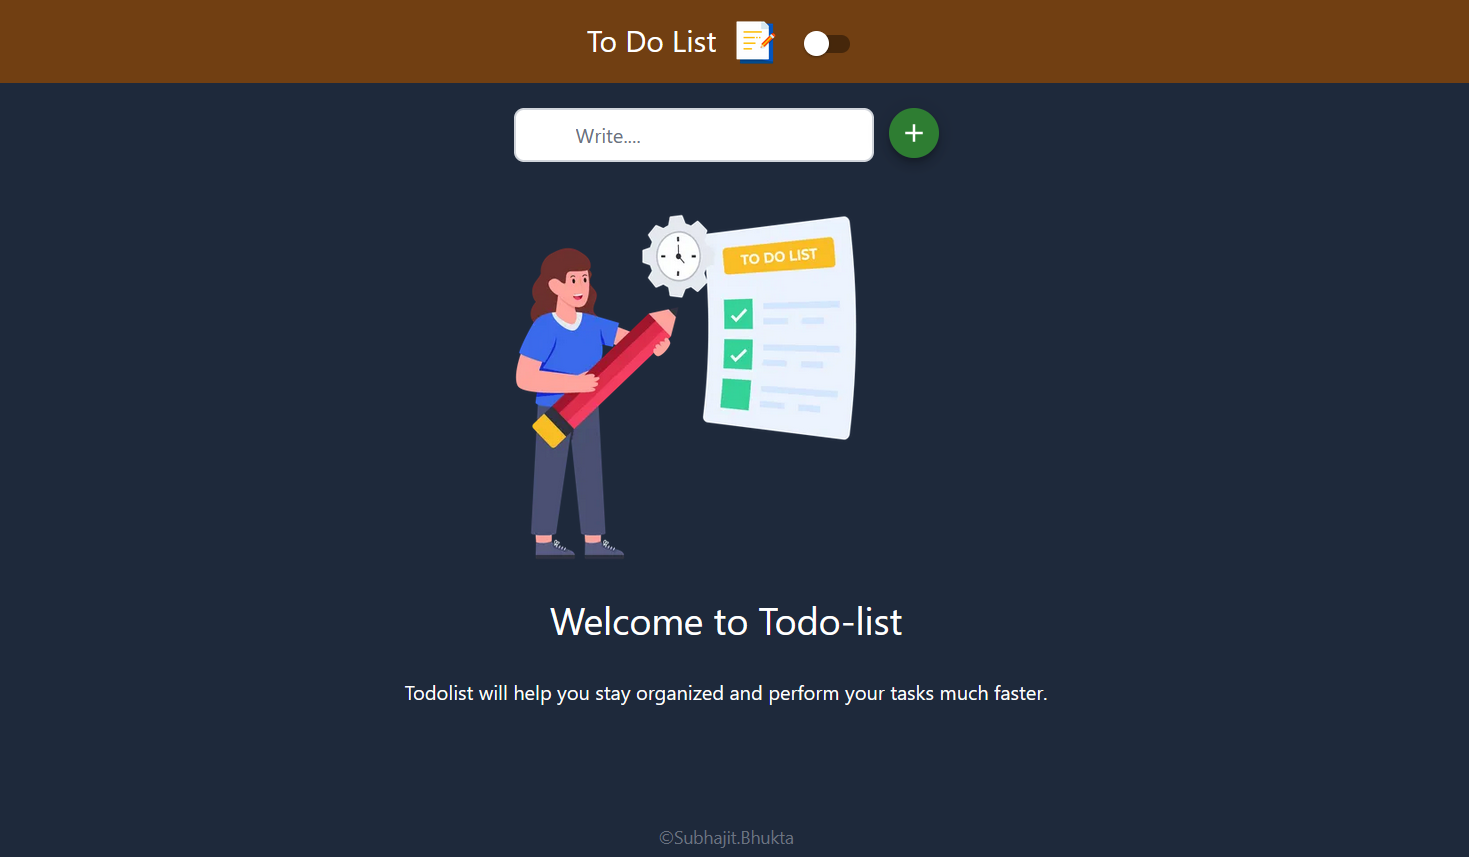 To Do List
Write....
TO DO LIST
Welcome to Todo-list
Todolist will help you stay organized and perform your tasks much faster.
©Subhajit.Bhukta